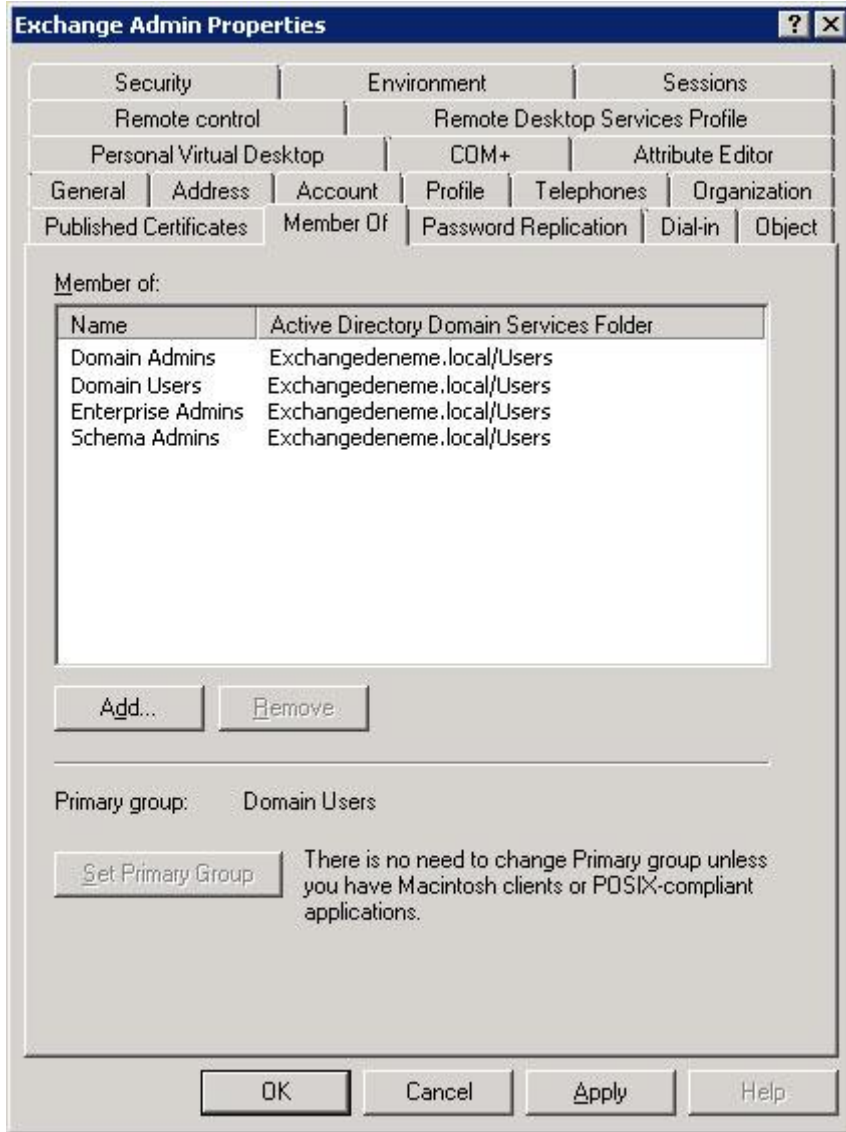 Exchange Admin Properties
Security Environment Sessions
Remote control Remote Desktop Services Profile
Personal Virtual Desktop COM+ Attribute Editor
General Address Account Profile Telephones Organization
Published Certificates Member Of Password Replication Dial-in Object
Member of:
Name Active Directory Domain Services Folder
Domain Admins Exchangedeneme.local/Users
Domain Users Exchangedeneme.local/Users
Enterprise Admins Exchangedeneme.local/Users
Schema Admins Exchangedeneme.local/Users
Add... Remove
Primary group: Domain Users
Set Primary Group
There is no need to change Primary group unless
you have Macintosh clients or POSIX-compliant
applications.
OK Cancel Apply Help